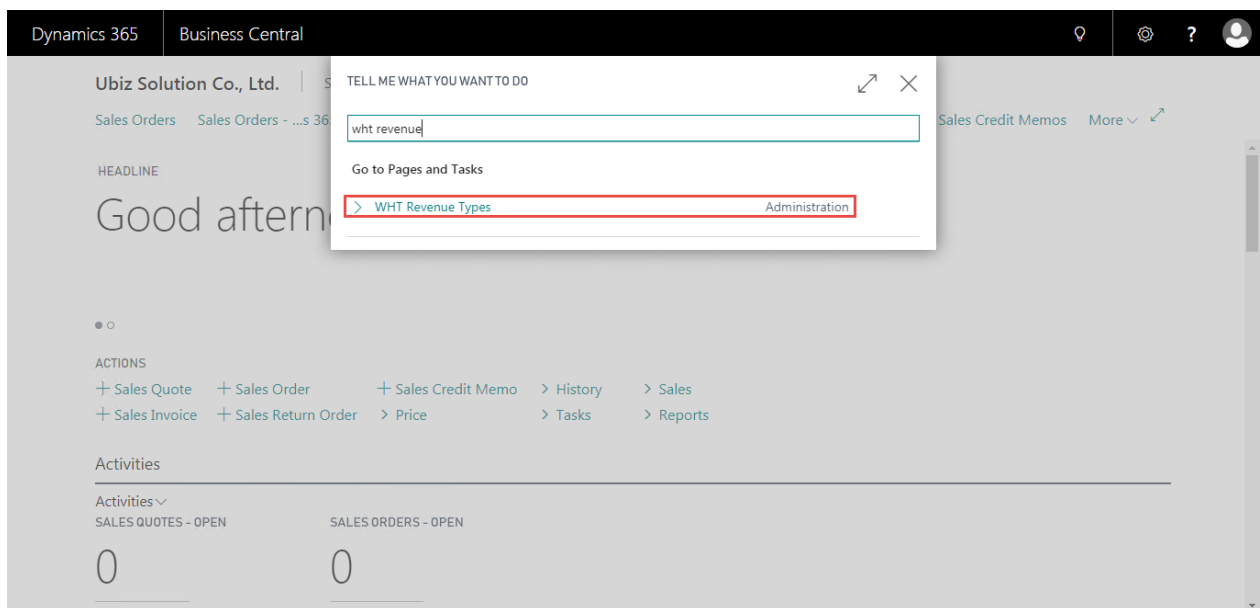 Dynamics 365 Business Central ?
Ubiz Solution Co., Ltd. S
Sales Orders Sales Orders - ...s 36 Sales Credit Memos More
TELL ME WHAT YOU WANT TO DO
wht revenue
Go to Pages and Tasks
> WHT Revenue Types Administration
HEADLINE
Good aftern
ACTIONS
+ Sales Quote + Sales Order + Sales Credit Memo > History > Sales
+ Sales Invoice + Sales Return Order > Price > Tasks > Reports
Activities
Activities
SALES QUOTES - OPEN SALES ORDERS - OPEN
0 0